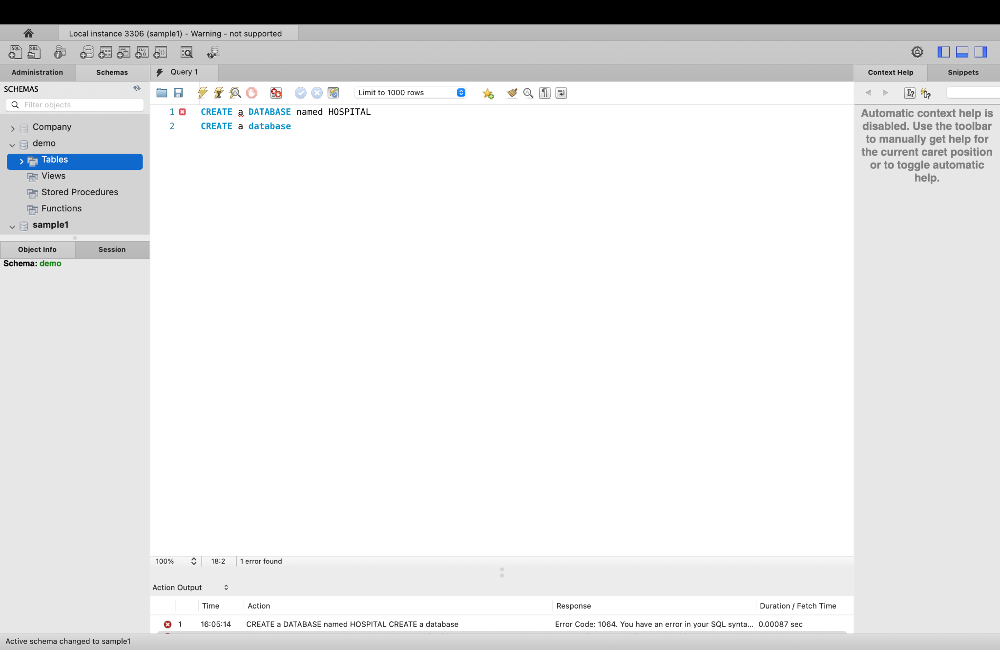 Local instance 3306 (sample1) - Warning - not supported
SQL SQL
Administration Schemas
Query 1
Context Help Snippets
SCHEMAS
Limit to 1000 rows
Filter objects
1 CREATE a DATABASE named HOSPITAL
2 CREATE a database
Automatic context help is
disabled. Use the toolbar
to manually get help for
the current caret position
or to toggle automatic
help.
Company
demo
Tables
Views
Stored Procedures
Functions
sample1
Object Info Session
Schema: demo
100% 18:2 1 error found
Action Output
Time Action Response Duration / Fetch Time
1 16:05:14 CREATE a DATABASE named HOSPITAL CREATE a database Error Code: 1064. You have an error in your SQL synta... 0.00087 sec
Active schema changed to sample1